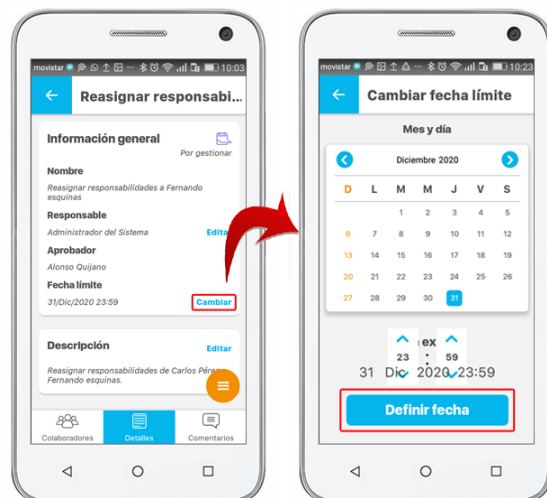 movistar 10:03
Reasignar responsabi...
Información general
Por gestionar
Nombre
Reasignar responsabilidades a Fernando
esquinas
Responsable
Administrador del Sistema Editar
Aprobador
Alonso Quijano
Fecha límite
31/Dic/2020 23:59 Cambiar
Descripción Editar
Reasignar responsabilidades de Carlos Pérez
Fernando esquinas.
Colaboradores Detalles Comentarios
movistar 10:23
Cambiar fecha límite
Mes y día
Diciembre 2020
D L M M J V S
1 2 3 4 5
6 7 8 9 10 11 12
13 14 15 16 17 18 19
20 21 22 23 24 25 26
27 28 29 30 31
ex
23 : 59
31 Dic 2020 23:59
Definir fecha